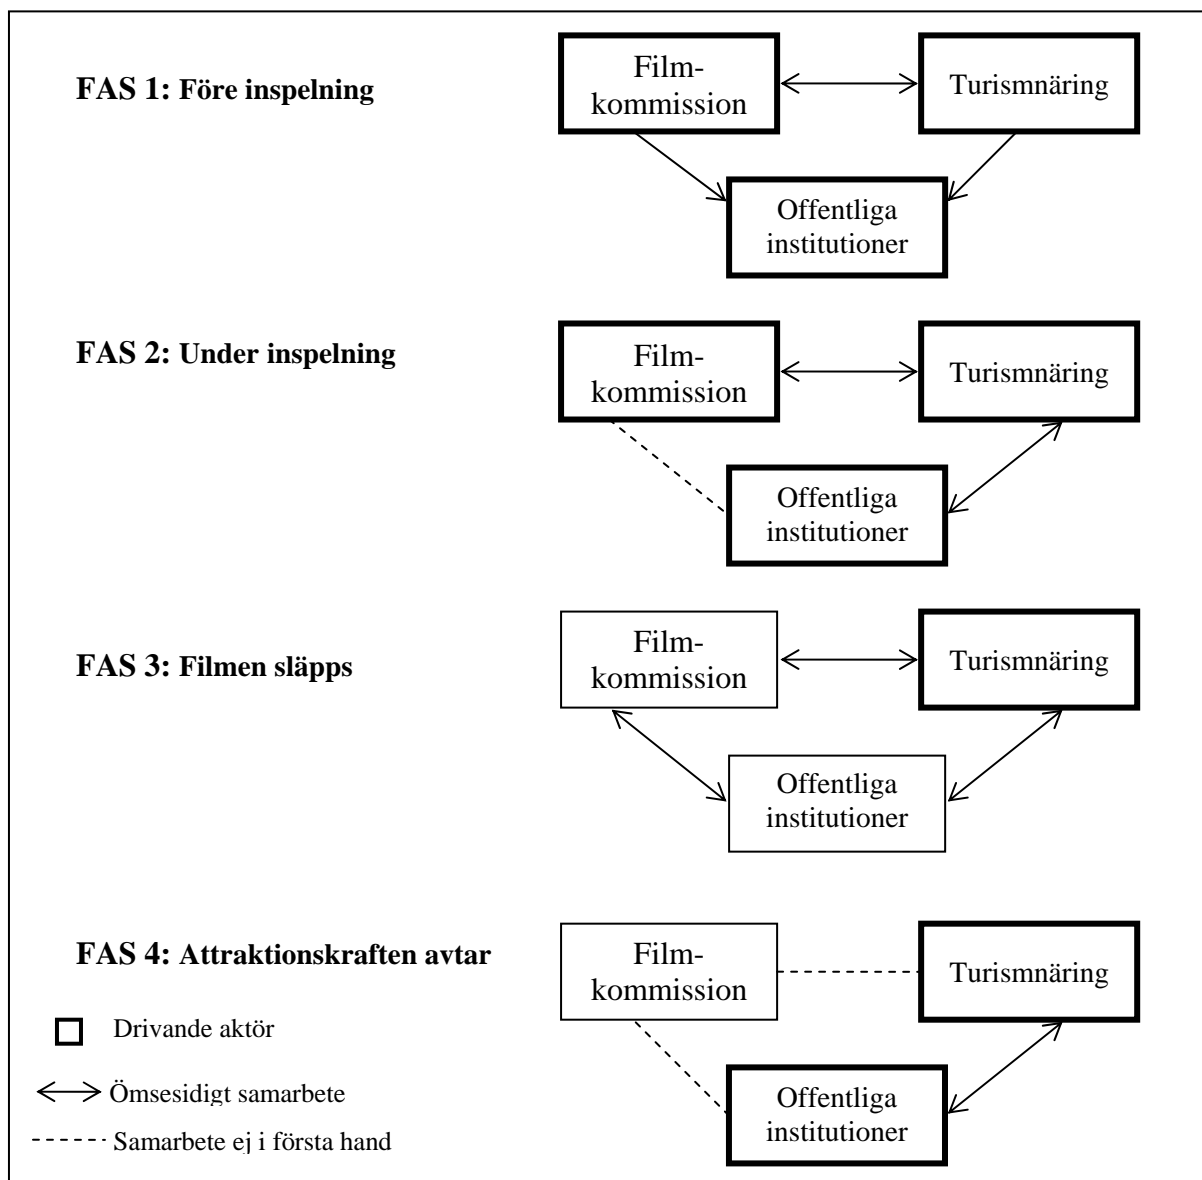 FAS 1: Före inspelning
Film-
kommission
Turismnäring
Offentliga
institutioner
FAS 2: Under inspelning
Film-
kommission
Turismnäring
Offentliga
institutioner
FAS 3: Filmen släpps
Film-
kommission
Turismnäring
Offentliga
institutioner
FAS 4: Attraktionskraften avtar
Film-
kommission
Turismnäring
Offentliga
institutioner
Drivande aktör
Ömsesidigt samarbete
Samarbete ej i första hand